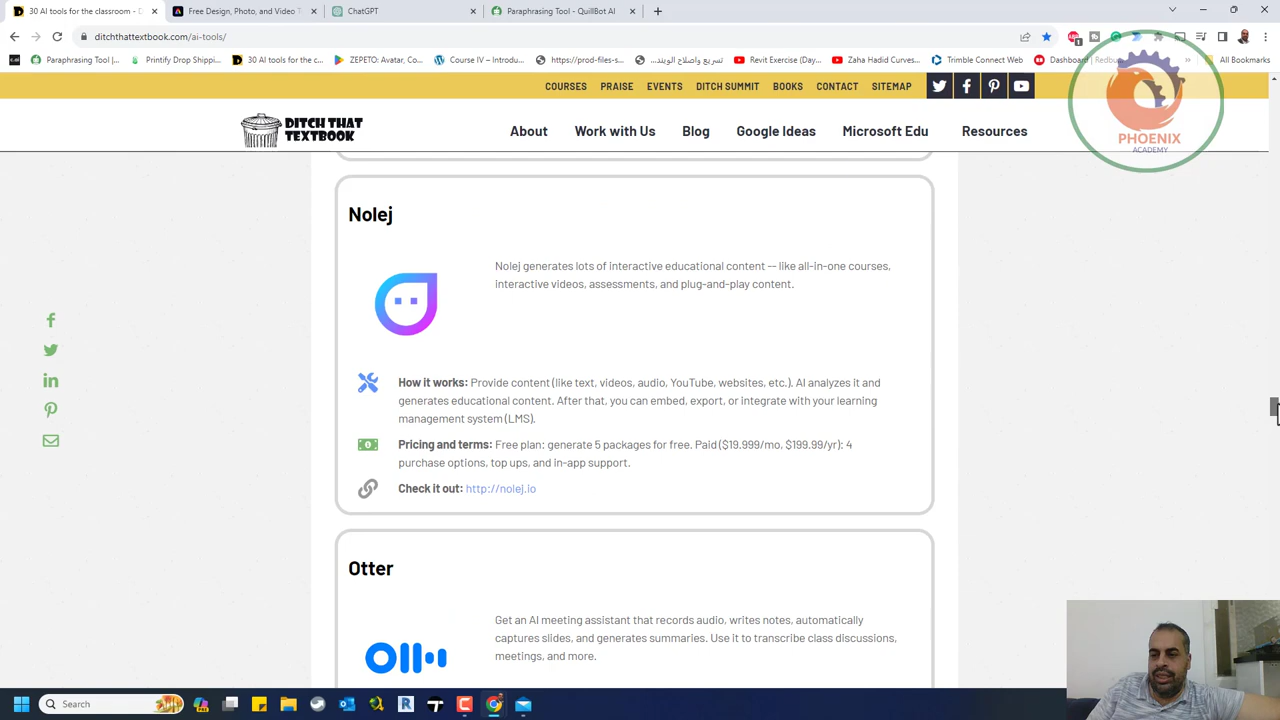 30 AI tools for the classroom - D
Free Design, Photo, and Video T
ChatGPT
Paraphrasing Tool - QuillBot AI
ditchthattextbook.com/ai-tools/
Paraphrasing Tool |...
Printify Drop Shippi...
30 AI tools for the c...
ZEPETO: Avatar, Co...
Course IV – Introdu...
https://prod-files-s...
تسريع واصلاح الويند...
Revit Exercise (Day...
Zaha Hadid Curves...
Trimble Connect Web
Dashboard | Redbu
»
All Bookmarks
COURSES PRAISE EVENTS DITCH SUMMIT BOOKS CONTACT SITEMAP
DITCH THAT
TEXTBOOK
About Work with Us Blog Google Ideas Microsoft Edu Resources
PHOENIX
ACADEMY
Nolej
Nolej generates lots of interactive educational content -- like all-in-one courses,
interactive videos, assessments, and plug-and-play content.
How it works: Provide content (like text, videos, audio, YouTube, websites, etc.). AI analyzes it and
generates educational content. After that, you can embed, export, or integrate with your learning
management system (LMS).
Pricing and terms: Free plan: generate 5 packages for free. Paid ($19.999/mo, $199.99/yr): 4
purchase options, top ups, and in-app support.
Check it out: http://nolej.io
Otter
Get an AI meeting assistant that records audio, writes notes, automatically
captures slides, and generates summaries. Use it to transcribe class discussions,
meetings, and more.
Search